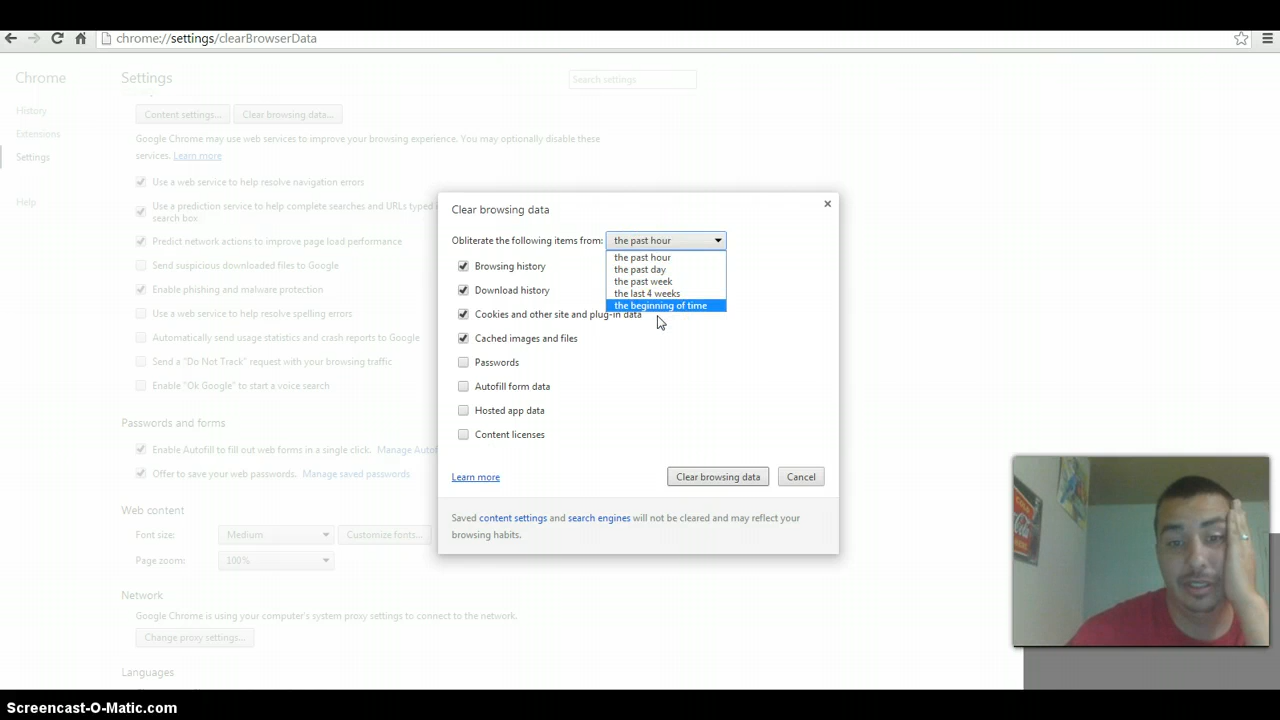 chrome://settings/clearBrowserData
Chrome
Settings
Search settings
History
Extensions
Settings
Help
Content settings...
Clear browsing data...
Google Chrome may use web services to improve your browsing experience. You may optionally disable these
services. Learn more
Use a web service to help resolve navigation errors
Use a prediction service to help complete searches and URLs typed
search box
Predict network actions to improve page load performance
Send suspicious downloaded files to Google
Enable phishing and malware protection
Use a web service to help resolve spelling errors
Automatically send usage statistics and crash reports to Google
Send a "Do Not Track" request with your browsing traffic
Enable "Ok Google" to start a voice search
Passwords and forms
Enable Autofill to fill out web forms in a single click. Manage Autof
Offer to save your web passwords. Manage saved passwords
Web content
Font size: Medium Customize fonts...
Page zoom: 100%
Network
Google Chrome is using your computer's system proxy settings to connect to the network.
Change proxy settings...
Languages
Clear browsing data
Obliterate the following items from: the past hour
the past hour
the past day
the past week
the last 4 weeks
the beginning of time
Browsing history
Download history
Cookies and other site and plug-in data
Cached images and files
Passwords
Autofill form data
Hosted app data
Content licenses
Learn more
Clear browsing data
Cancel
Saved content settings and search engines will not be cleared and may reflect your
browsing habits.
Screencast-O-Matic.com